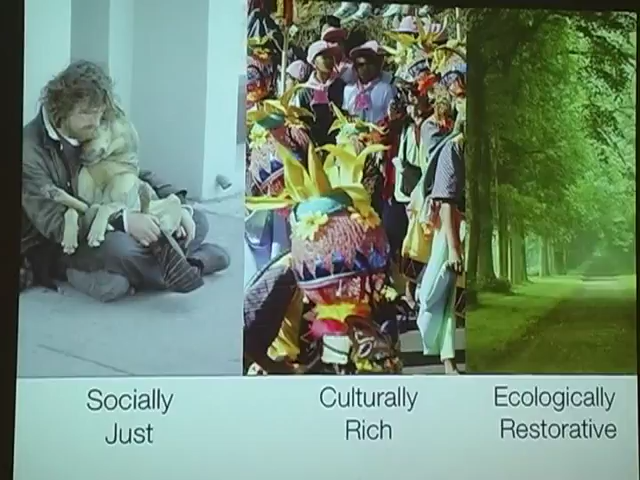 Socially
Just
Culturally
Rich
Ecologically
Restorative